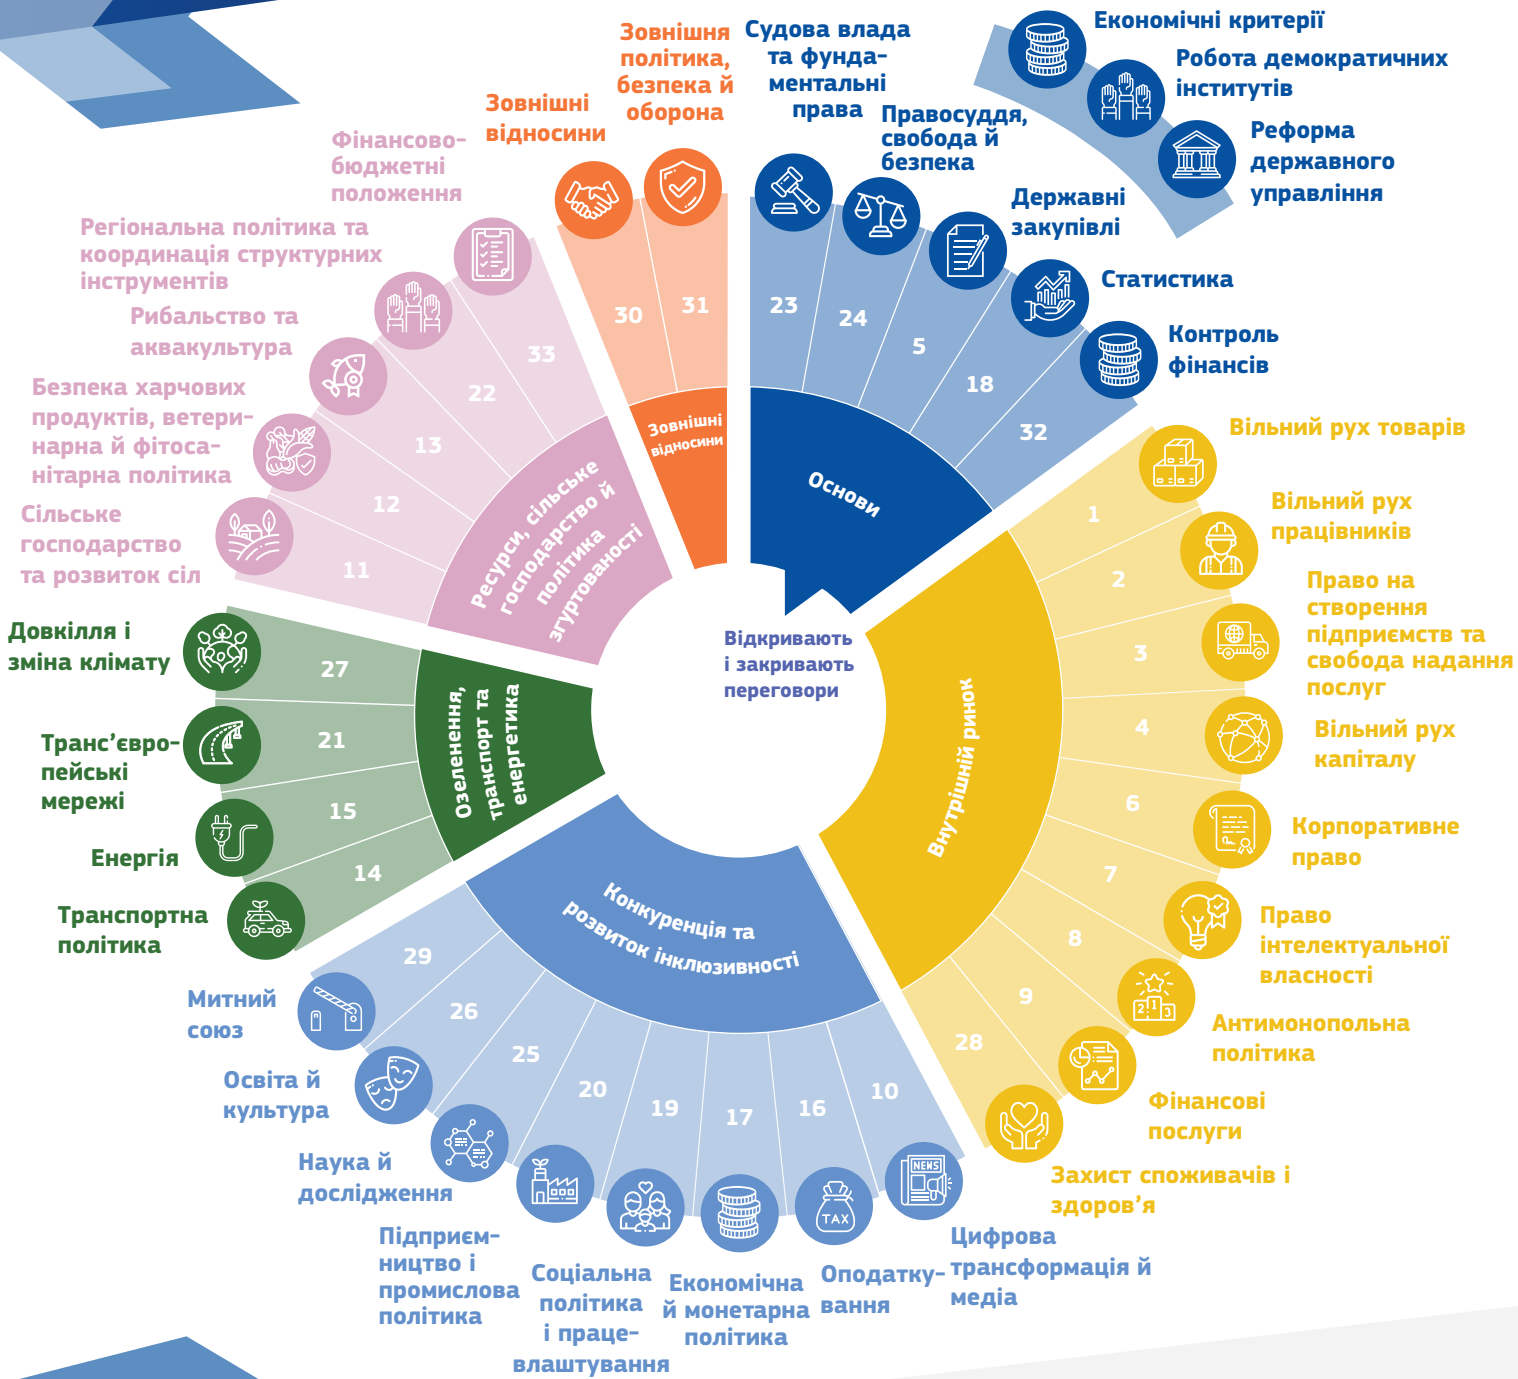 Економічні критерії
Робота демократичних
інститутів
Реформа
державного
управління
Судова влада
та фунда-
ментальні
права
Правосуддя,
свобода й
безпека
Державні
закупівлі
Статистика
Контроль
фінансів
23
24
5
18
32
Основи
Відкривають
і закривають
переговори
Вільний рух товарів
Вільний рух
працівників
Право на
створення
підприємств та
свобода надання
послуг
Вільний рух
капіталу
Корпоративне
право
Право
інтелектуальної
власності
Антимонопольна
політика
Фінансові
послуги
Захист споживачів і
здоров’я
1
2
3
4
6
7
8
9
28
Внутрішній ринок
2 1 3
NEWS
TAX
Цифрова
трансформація й
медіа
Оподатку-
вання
Економічна
й монетарна
політика
Соціальна
політика
і праце-
влаштування
Підприєм-
ництво і
промислова
політика
Наука й
дослідження
Освіта й
культура
Митний
союз
10
16
17
19
20
25
26
29
Конкуренція та
розвиток інклюзивності
Транспортна
політика
Енергія
Транс’євро-
пейські
мережі
Довкілля і
зміна клімату
14
15
21
27
Озеленення,
транспорт та
енергетика
Сільське
господарство
та розвиток сіл
Безпека харчових
продуктів, ветери-
нарна й фітоса-
нітарна політика
Рибальство та
аквакультура
Регіональна політика та
координація структурних
інструментів
Фінансово-
бюджетні
положення
11
12
13
22
33
Ресурси, сільське
господарство й
політика
згуртованості
Зовнішні
відносини
Зовнішня
політика,
безпека й
оборона
30
31
Зовнішні
відносини